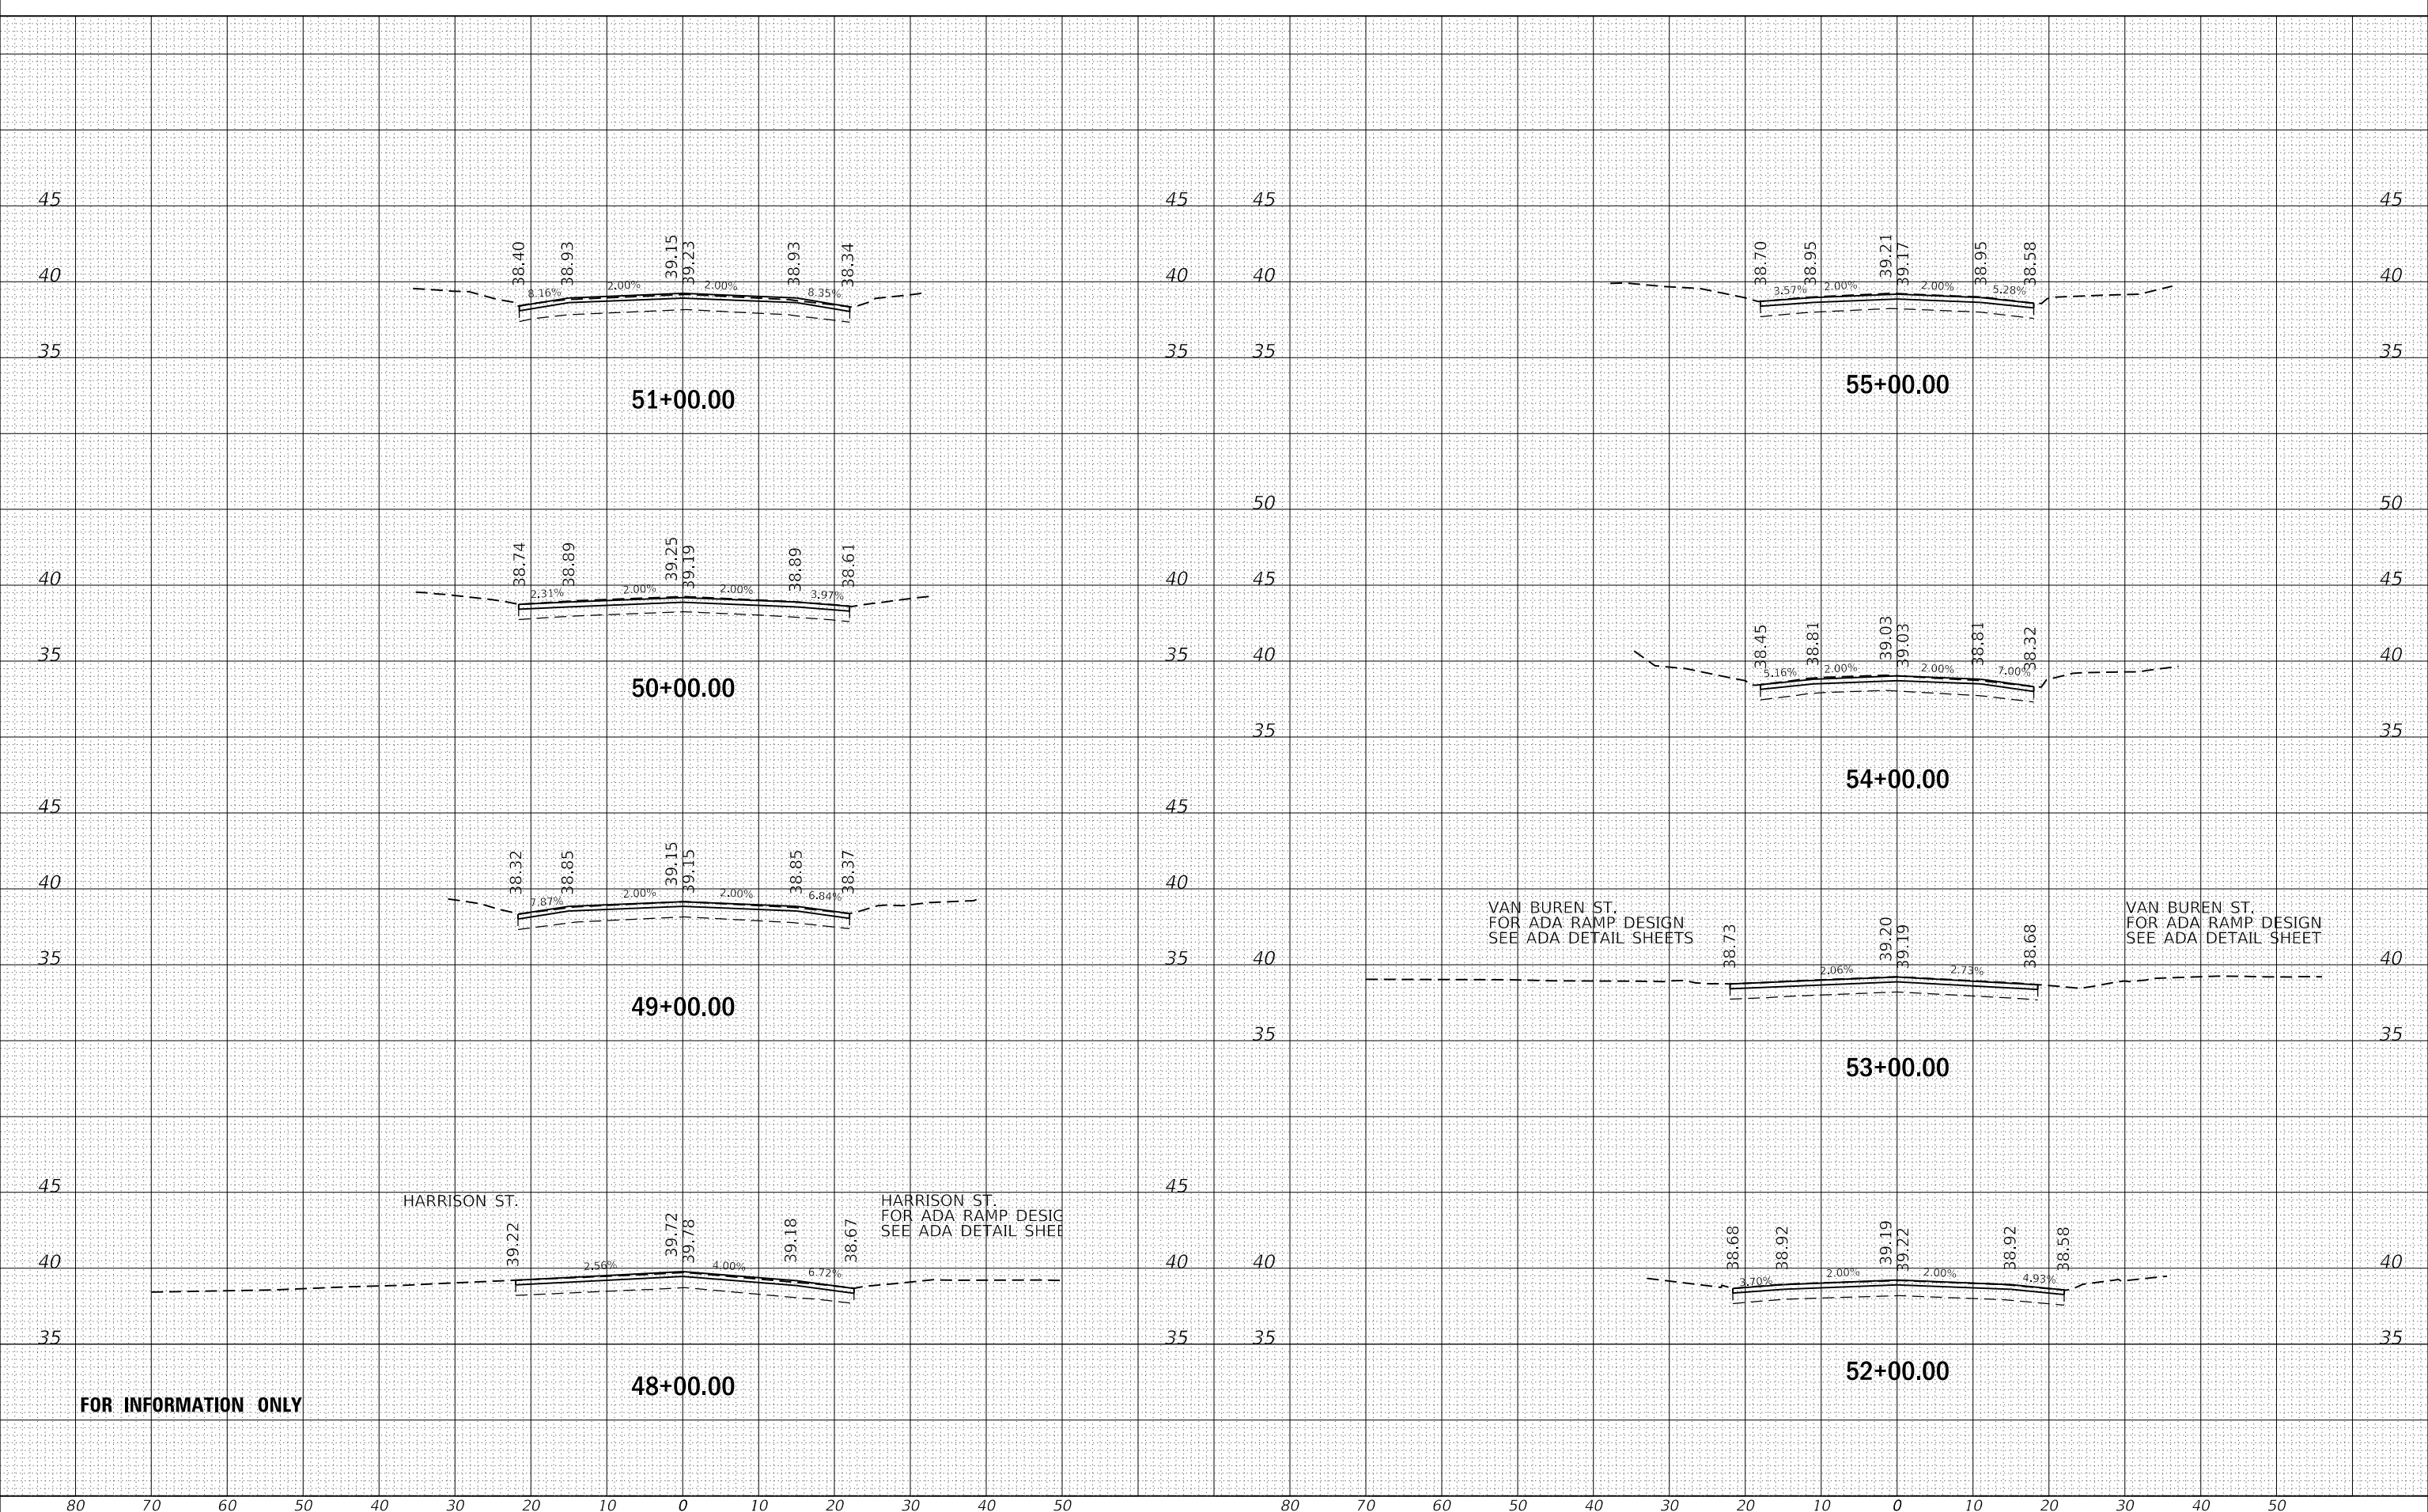 45 45 45 45
38.40 38.93 39.15 39.23 38.93 38.34 38.70 38.95 39.21 39.17 38.95 38.58
40 40 40 40
8.16% 2.00% 2.00% 8.35% 3.57% 2.00% 2.00% 5.28%
35 35 35 35
51+00.00 55+00.00
50 50
38.74 38.89 39.25 39.19 38.89 38.61
40 40 45 45
2.31% 2.00% 2.00% 3.97%
38.45 38.81 39.03 39.03 38.81 38.32
35 35 40 40
5.16% 2.00% 2.00% 7.00%
50+00.00
35 35
54+00.00
45 45
38.32 38.85 39.15 39.15 38.85 38.37
40 40
7.87% 2.00% 2.00% 6.84%
VAN BUREN ST. VAN BUREN ST.
FOR ADA RAMP DESIGN FOR ADA RAMP DESIGN
SEE ADA DETAIL SHEETS SEE ADA DETAIL SHEET
38.73 39.20 39.19 38.68
35 35 40 40
2.06% 2.73%
49+00.00
35 35
53+00.00
45 45
HARRISON ST. HARRISON ST.
FOR ADA RAMP DESIG
SEE ADA DETAIL SHEE
39.22 39.72 39.78 39.18 38.67 38.68 38.92 39.19 39.22 38.92 38.58
40 40 40 40
2.56% 4.00% 6.72% 3.70% 2.00% 2.00% 4.93%
35 35 35 35
48+00.00 52+00.00
FOR INFORMATION ONLY
80 70 60 50 40 30 20 10 0 10 20 30 40 50 80 70 60 50 40 30 20 10 0 10 20 30 40 50